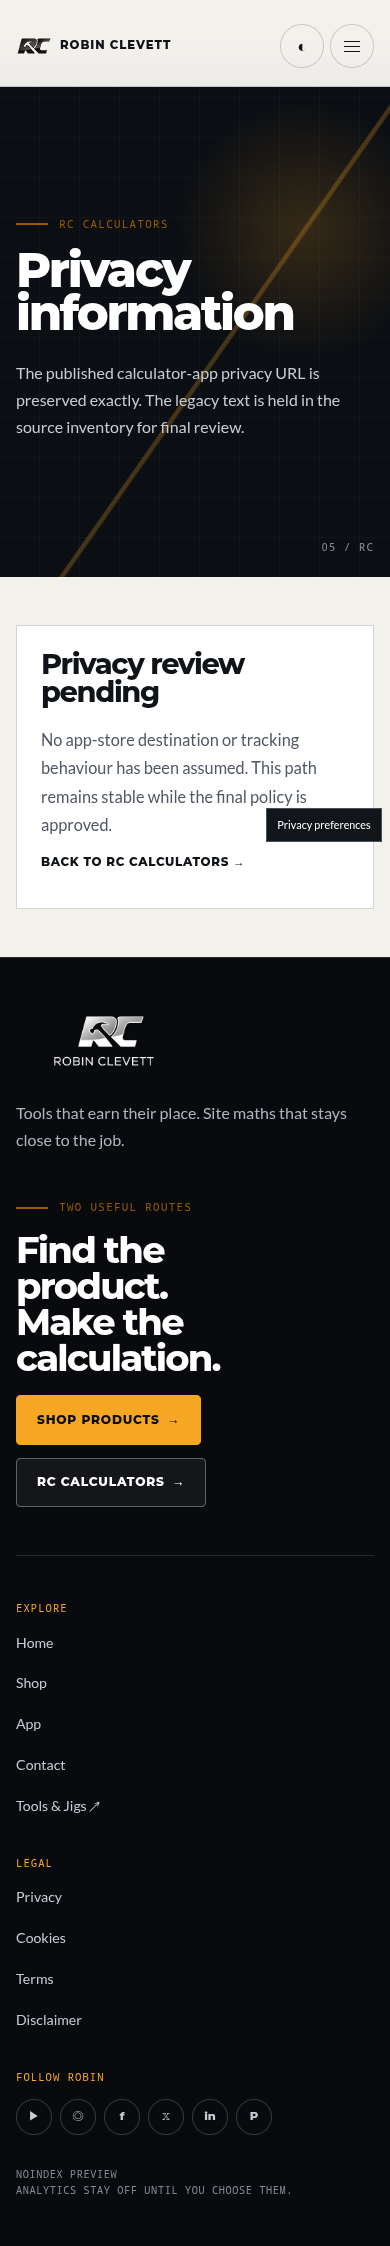 RC ROBIN CLEVETT
RC CALCULATORS
Privacy
information
The published calculator-app privacy URL is
preserved exactly. The legacy text is held in the
source inventory for final review.
05 / RC
Privacy review
pending
No app-store destination or tracking
behaviour has been assumed. This path
remains stable while the final policy is
approved.
Privacy preferences
BACK TO RC CALCULATORS →
RC
ROBIN CLEVETT
Tools that earn their place. Site maths that stays
close to the job.
TWO USEFUL ROUTES
Find the
product.
Make the
calculation.
SHOP PRODUCTS →
RC CALCULATORS →
EXPLORE
Home
Shop
App
Contact
Tools & Jigs ↗
LEGAL
Privacy
Cookies
Terms
Disclaimer
FOLLOW ROBIN
f 𝕏 in P
NOINDEX PREVIEW
ANALYTICS STAY OFF UNTIL YOU CHOOSE THEM.